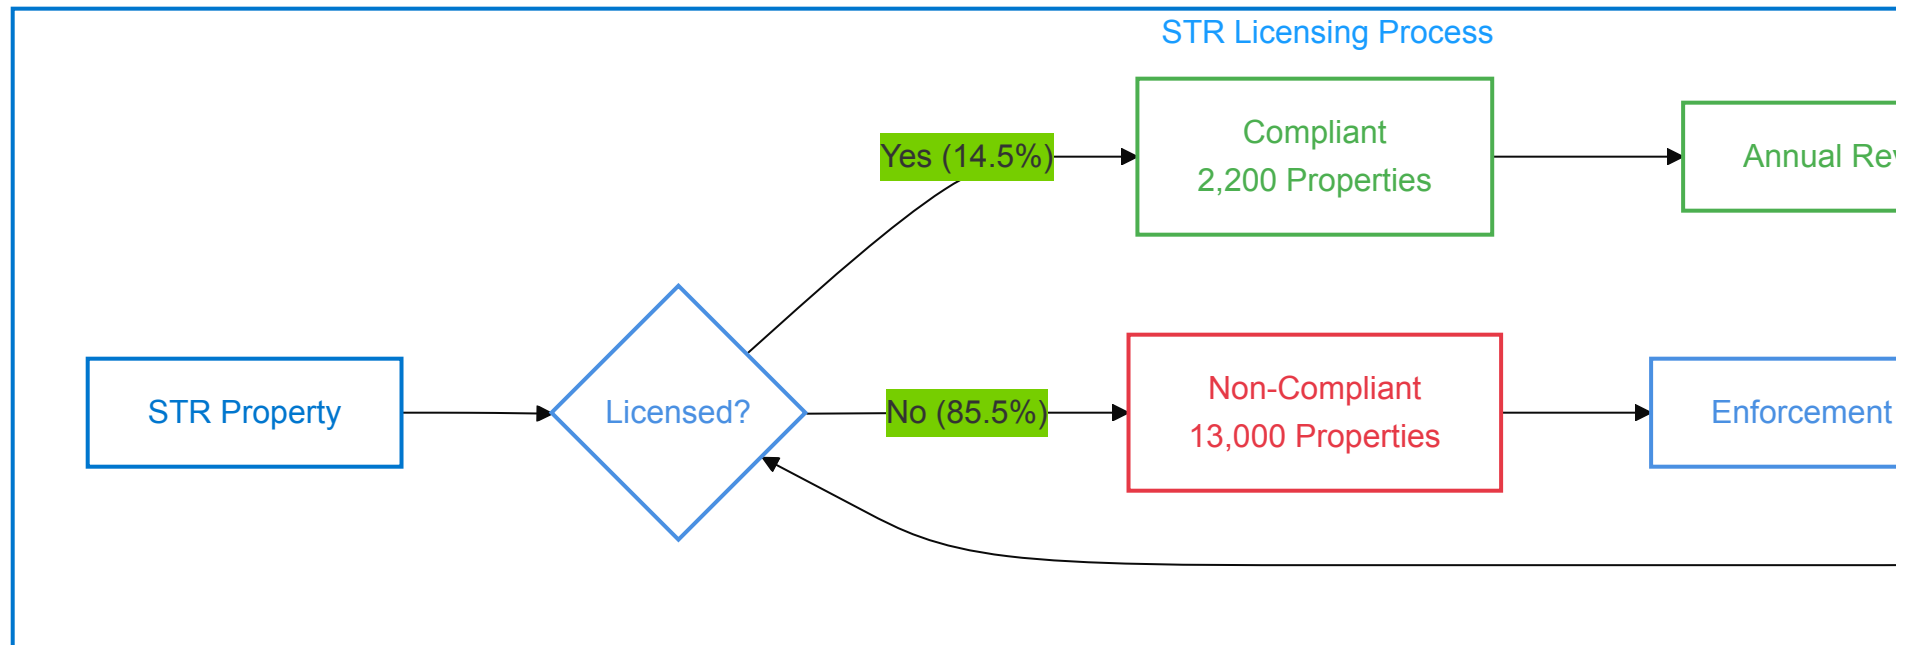 STR Licensing Process
Yes (14.5%)
Compliant
2,200 Properties
Annual
STR Property
Licensed?
No (85.5%)
Non-Compliant
13,000 Properties
Enforcement